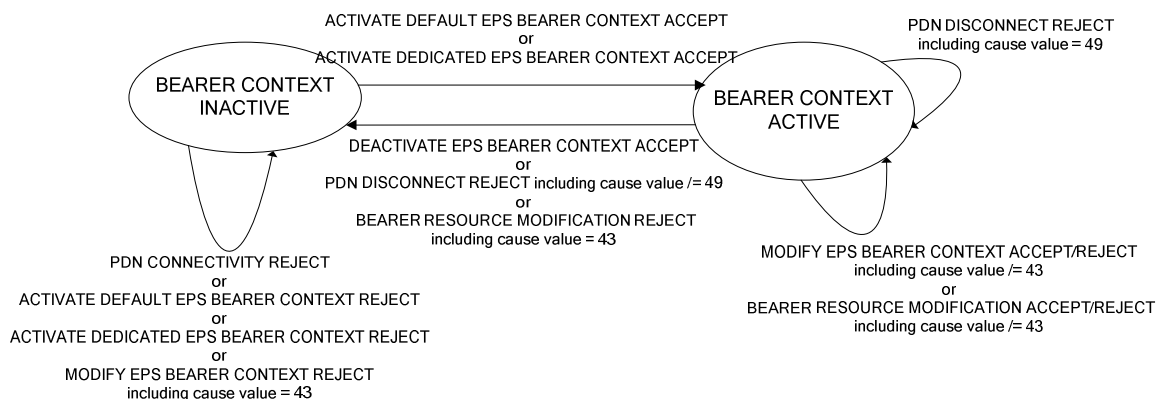 ACTIVATE DEFAULT EPS BEARER CONTEXT ACCEPT
or
ACTIVATE DEDICATED EPS BEARER CONTEXT ACCEPT
PDN DISCONNECT REJECT
including cause value = 49
BEARER CONTEXT
INACTIVE
BEARER CONTEXT
ACTIVE
DEACTIVATE EPS BEARER CONTEXT ACCEPT
or
PDN DISCONNECT REJECT including cause value /= 49
or
BEARER RESOURCE MODIFICATION REJECT
including cause value = 43
PDN CONNECTIVITY REJECT
or
ACTIVATE DEFAULT EPS BEARER CONTEXT REJECT
or
ACTIVATE DEDICATED EPS BEARER CONTEXT REJECT
or
MODIFY EPS BEARER CONTEXT REJECT
including cause value = 43
MODIFY EPS BEARER CONTEXT ACCEPT/REJECT
including cause value /= 43
or
BEARER RESOURCE MODIFICATION ACCEPT/REJECT
including cause value /= 43